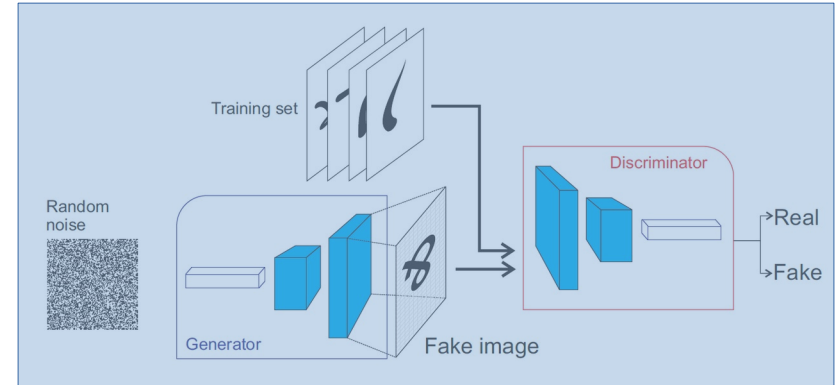 Training set
Discriminator
Random
noise
Real
Fake
Generator
Fake image